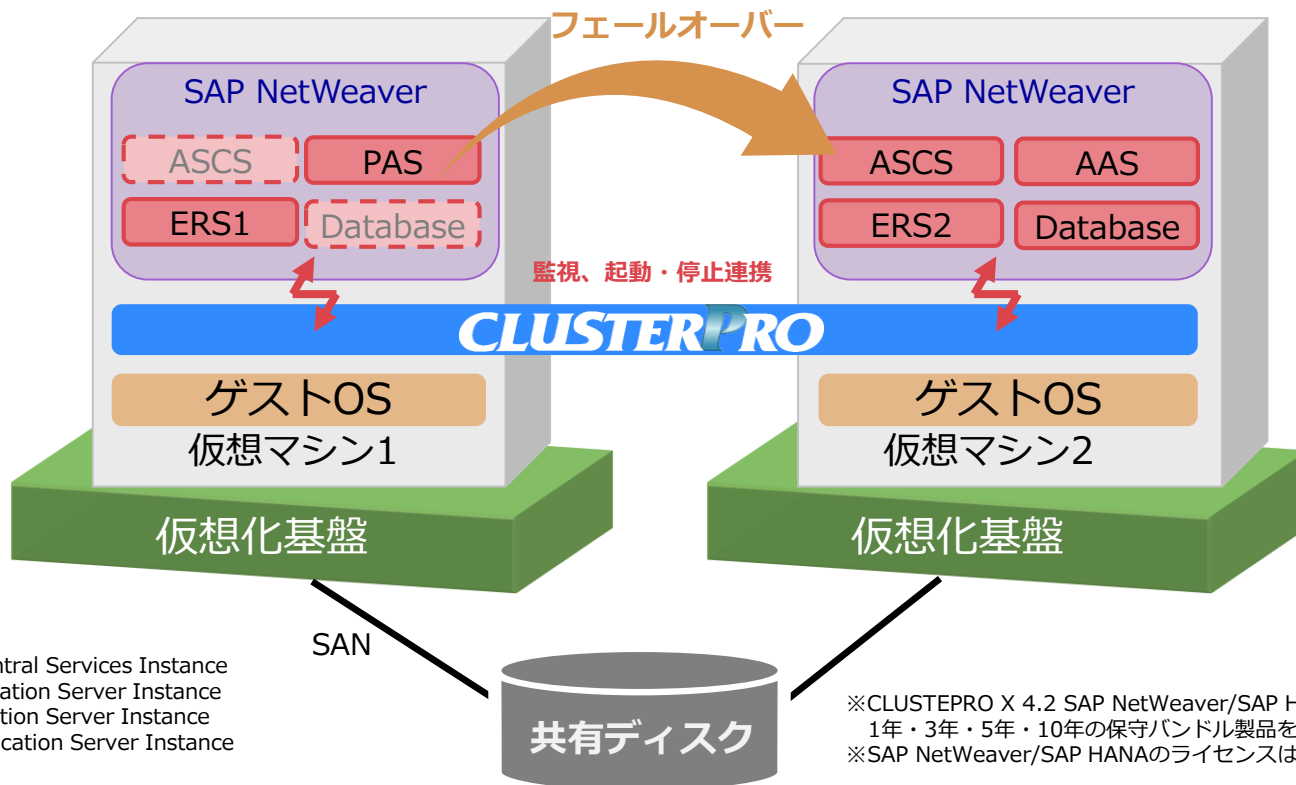 フェールオーバー
SAP NetWeaver
ASCS
PAS
ERS1
Database
SAP NetWeaver
ASCS
AAS
ERS2
Database
監視、起動・停止連携
CLUSTERPRO
ゲストOS
仮想マシン1
ゲストOS
仮想マシン2
仮想化基盤
仮想化基盤
SAN
共有ディスク
ntral Services Instance
ation Server Instance
tion Server Instance
cation Server Instance
※CLUSTEPRO X 4.2 SAP NetWeaver/SAP H
1年・3年・5年・10年の保守バンドル製品を
※SAP NetWeaver/SAP HANAのライセンスは